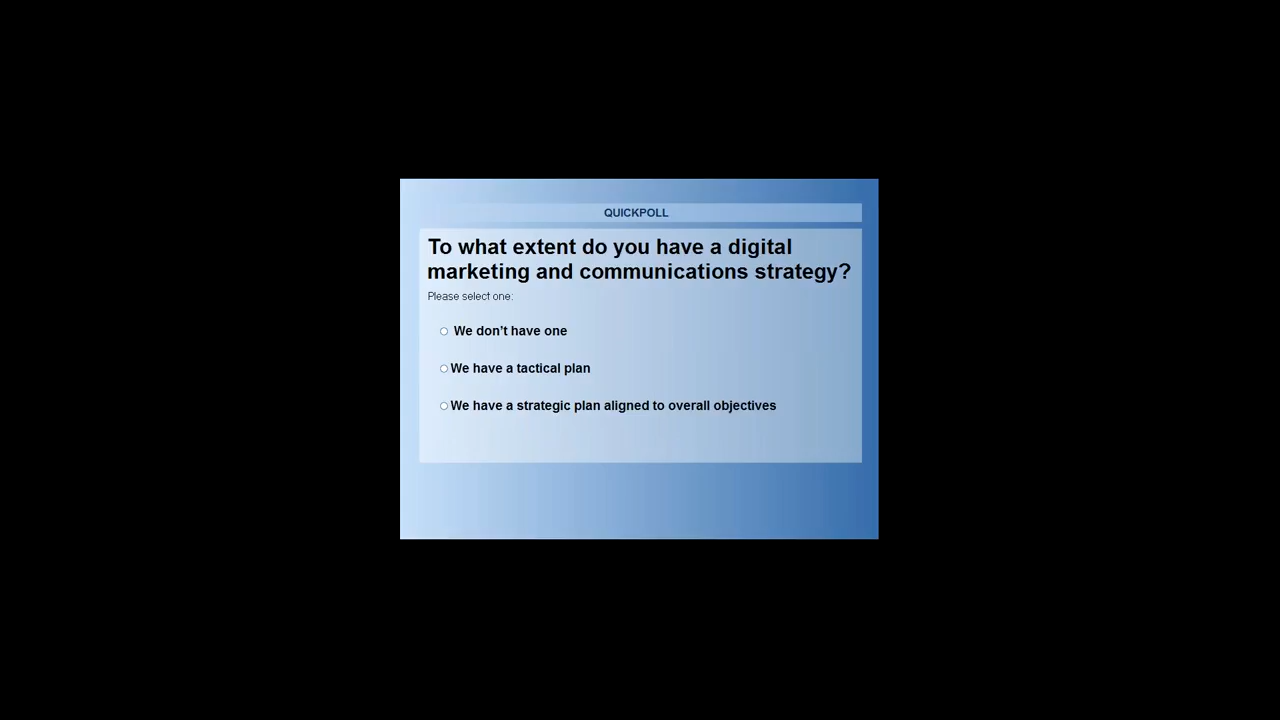 QUICKPOLL
To what extent do you have a digital
marketing and communications strategy?
Please select one:
We don't have one
We have a tactical plan
We have a strategic plan aligned to overall objectives